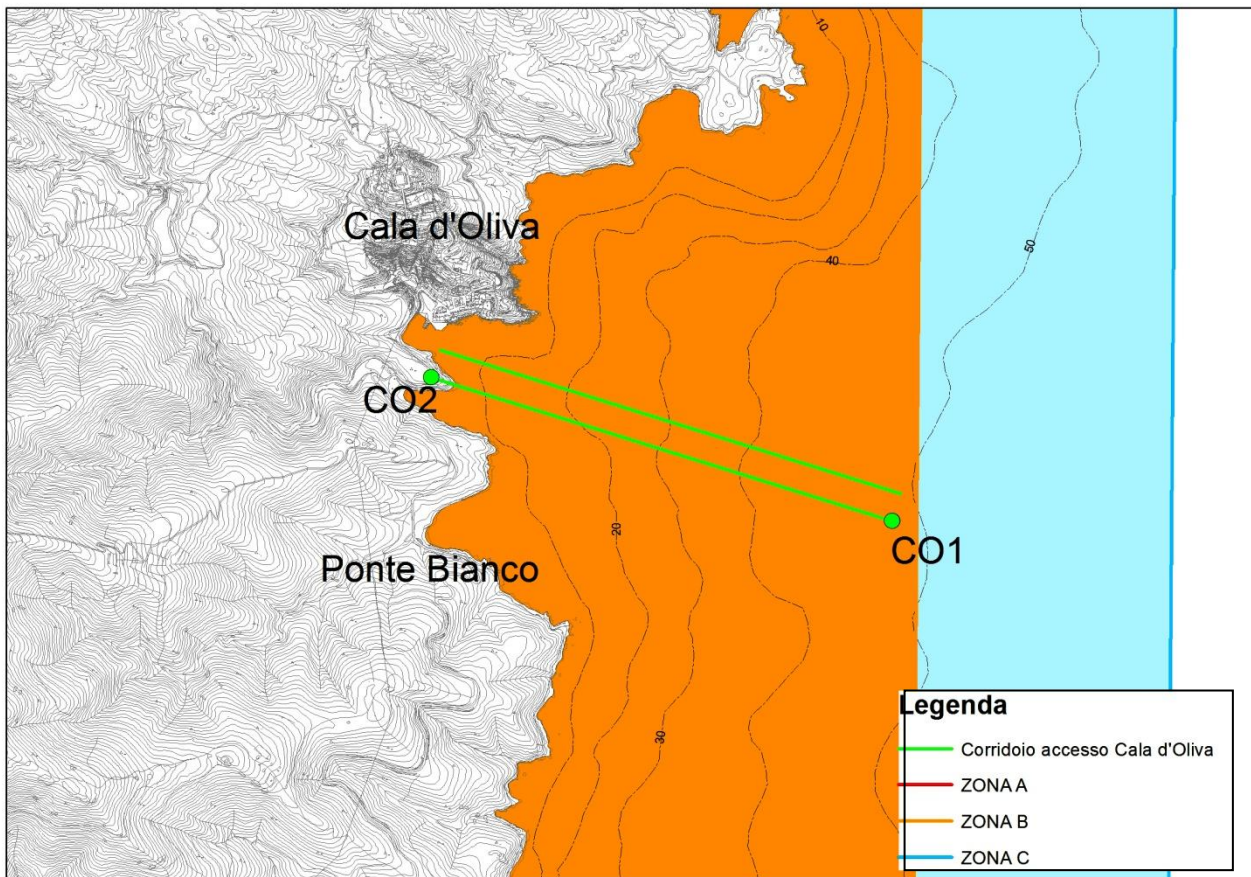 10
Cala d'Oliva
50
40
CO2
20
CO1
Ponte Bianco
30
Legenda
Corridoio accesso Cala d'Oliva
ZONA A
ZONA B
ZONA C